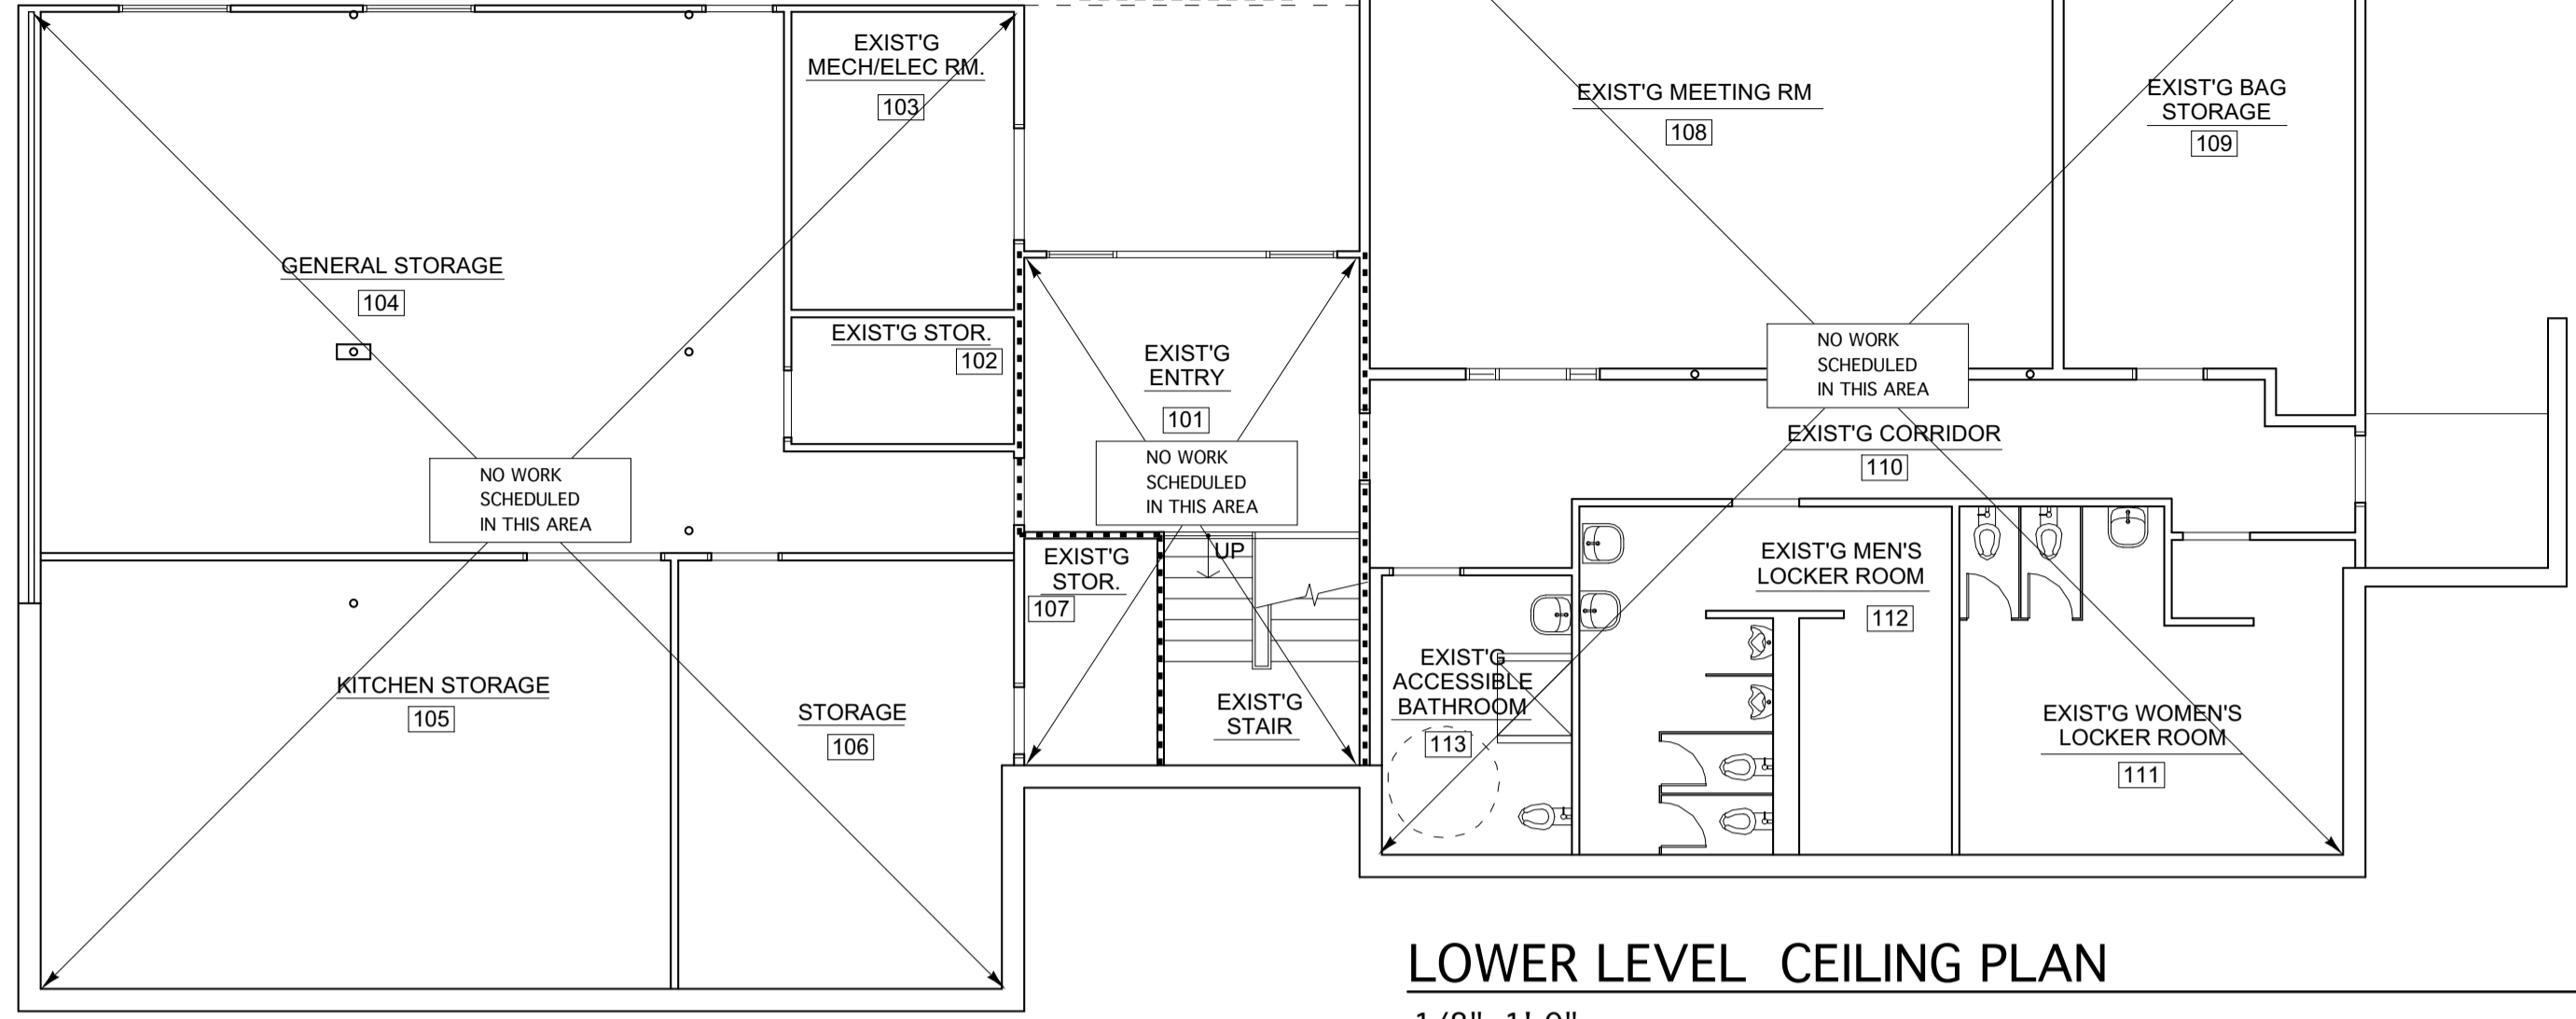 EXIST'G
MECH/ELEC RM.
103
EXIST'G MEETING RM
108
EXIST'G BAG
STORAGE
109
GENERAL STORAGE
104
EXIST'G STOR.
102
EXIST'G
ENTRY
101
NO WORK
SCHEDULED
IN THIS AREA
NO WORK
SCHEDULED
IN THIS AREA
NO WORK
SCHEDULED
IN THIS AREA
EXIST'G CORRIDOR
110
UP
EXIST'G
STOR.
107
EXIST'G MEN'S
LOCKER ROOM
112
KITCHEN STORAGE
105
STORAGE
106
EXIST'G
STAIR
EXIST'G
ACCESSIBLE
BATHROOM
113
EXIST'G WOMEN'S
LOCKER ROOM
111
LOWER LEVEL CEILING PLAN